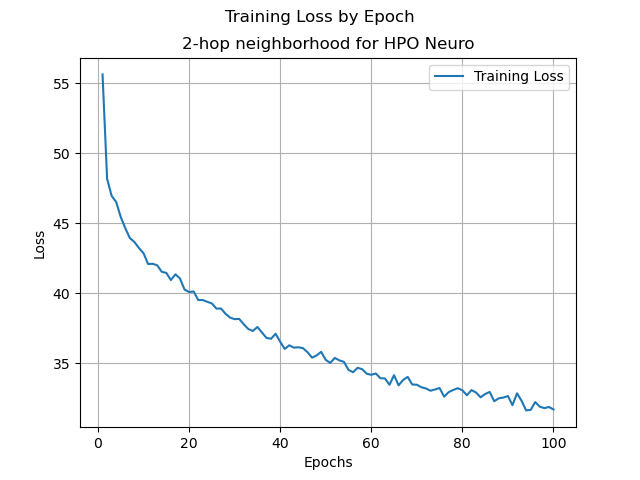 Training Loss by Epoch
2-hop neighborhood for HPO Neuro
Training Loss
55
50
45
40
35
Loss
0 20 40 60 80 100
Epochs